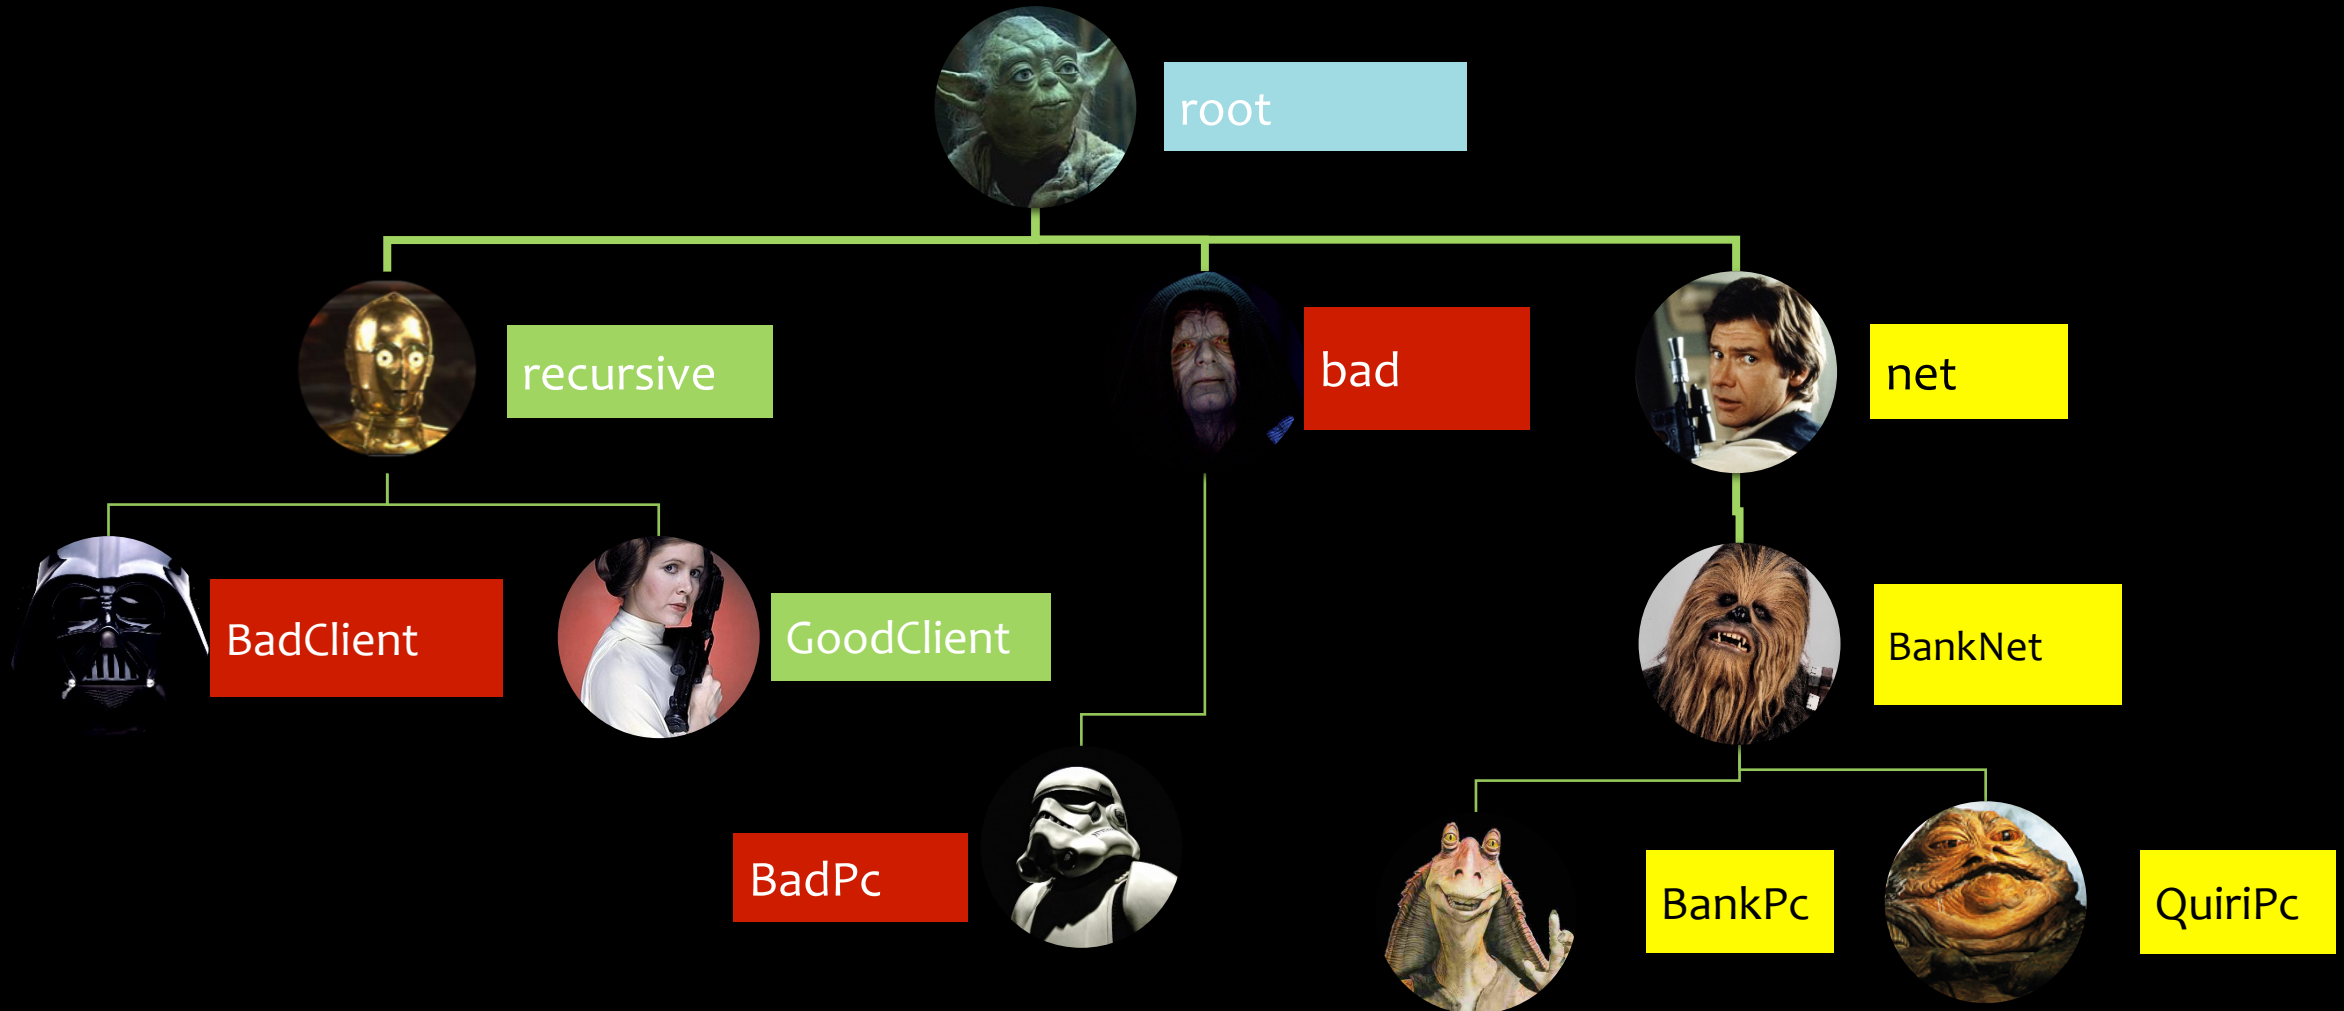 root
recursive
bad
net
BadClient
GoodClient
BankNet
BadPc
BankPc
QuiriPc